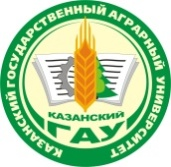 КАЗАНСКИЙ ГОСУДАРСТВЕННЫЙ АГРАРНЫЙ УНИВЕРСИТЕТ
КАЗАНСКИЙ
ГАУ